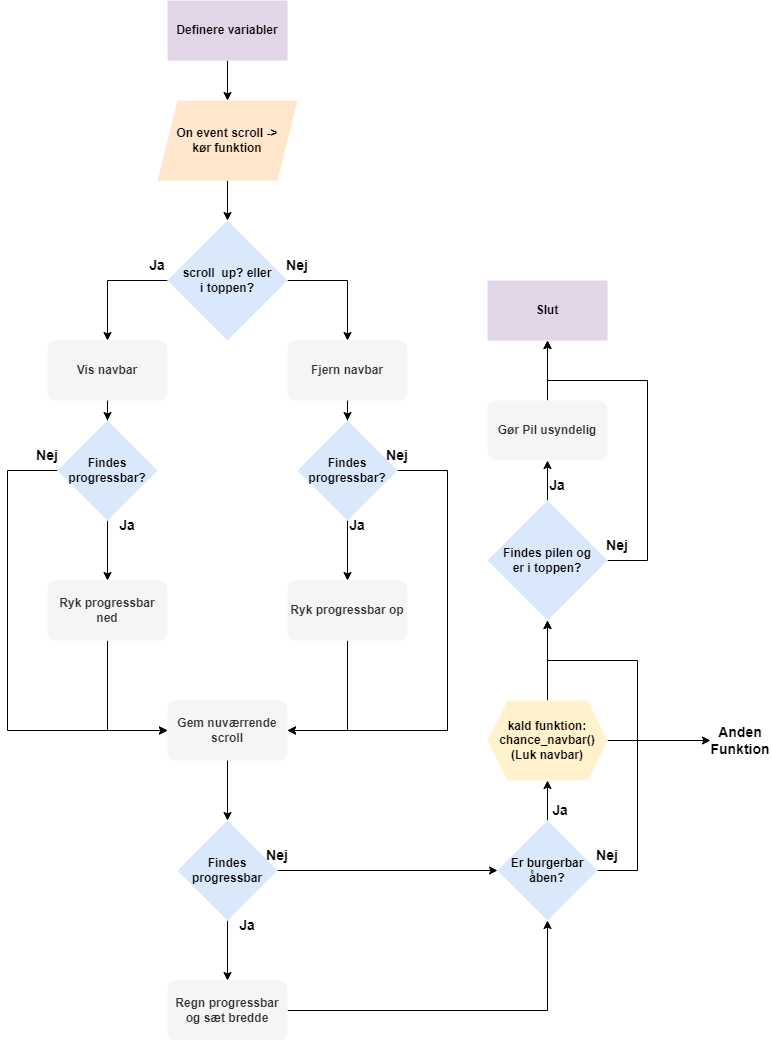 Definere variabler
On event scroll ->
kør funktion
scroll up? eller
i toppen?
Ja
Nej
Vis navbar
Fjern navbar
Findes
progressbar?
Nej
Ja
Findes
progressbar?
Nej
Ja
Ryk progressbar
ned
Ryk progressbar op
Gem nuværrende
scroll
Findes
progressbar
Nej
Ja
Regn progressbar
og sæt bredde
Er burgerbar
åben?
Ja
Nej
kald funktion:
chance_navbar()
(Luk navbar)
Anden
Funktion
Findes pilen og
er i toppen?
Ja
Nej
Gør Pil usyndelig
Slut